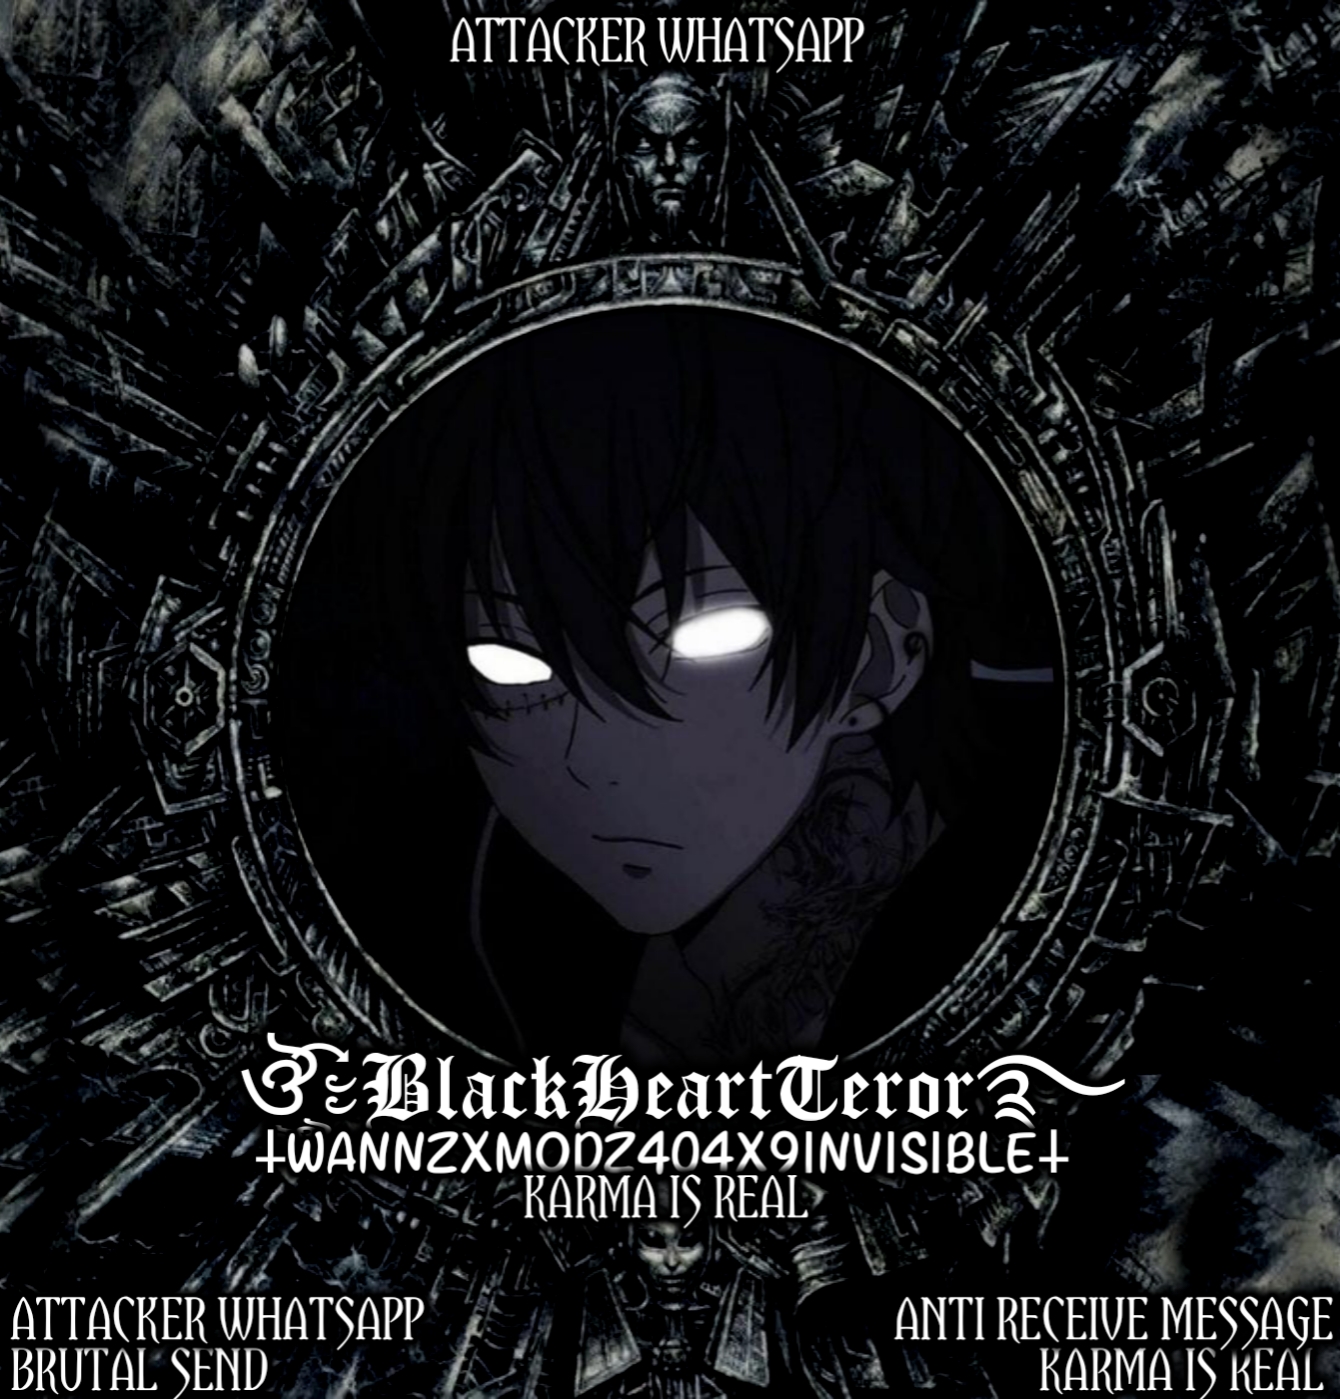 ATTACKER WHATSAPP
BlackHeartTeror
WANNZXMODZ404X9INVISIBLE
KARMA IS REAL
ATTACKER WHATSAPP
BRUTAL SEND
ANTI RECEIVE MESSAGE
KARMA IS REAL